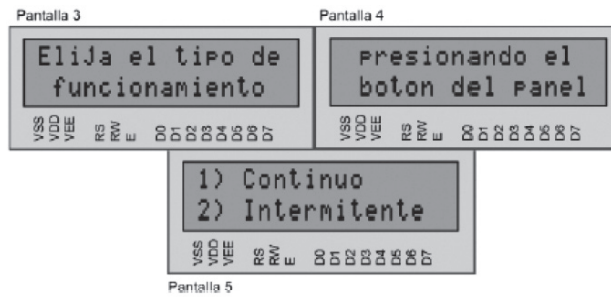 Pantalla 3
Elija el tipo de
funcionamiento
VSS VDD VEE RS RW E D0 D1 D2 D3 D4 D5 D6 D7
Pantalla 4
presionando el
boton del panel
VSS VDD VEE RS RW E D0 D1 D2 D3 D4 D5 D6 D7
1) Continuo
2) Intermitente
VSS VDD VEE RS RW E D0 D1 D2 D3 D4 D5 D6 D7
Pantalla 5